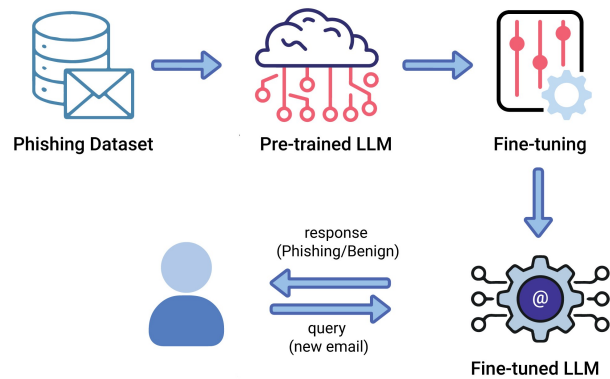 Phishing Dataset
Pre-trained LLM
Fine-tuning
response
(Phishing/Benign)
query
(new email)
@
Fine-tuned LLM